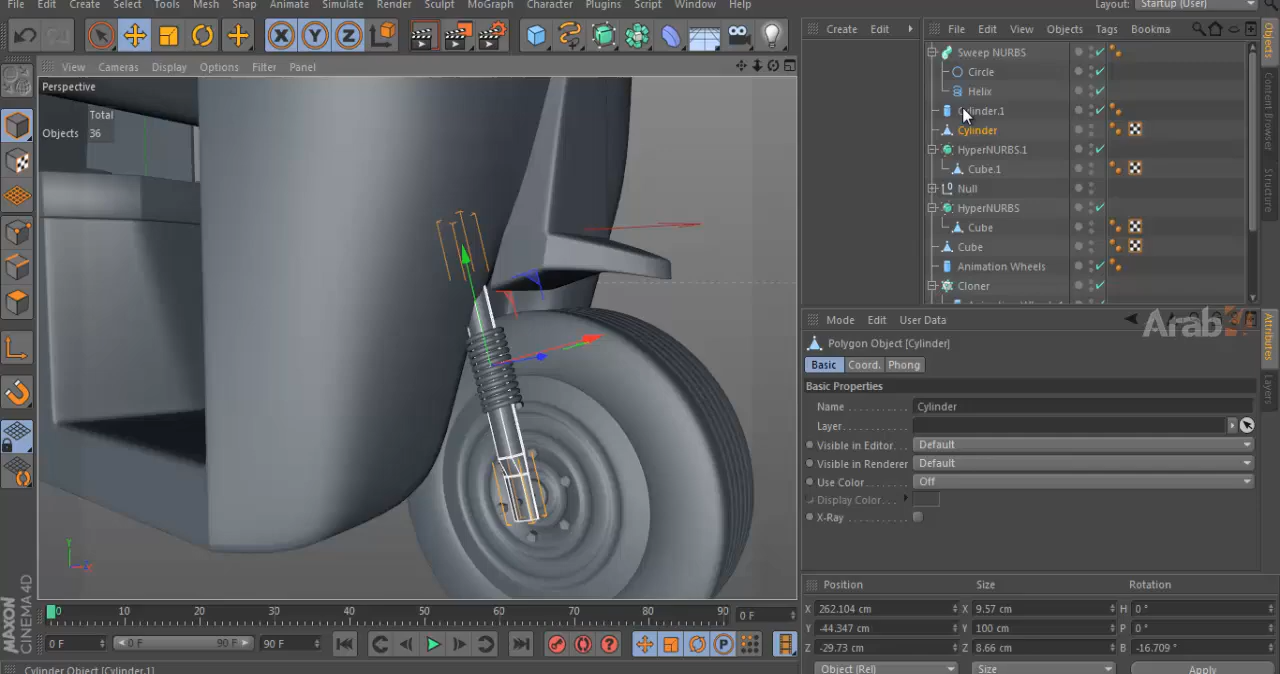 File Edit Create Select Tools Mesh Snap Animate Simulate Render Sculpt MoGraph Character Plugins Script Window Help Layout: Startup (User)
Create Edit File Edit View Objects Tags Bookma
View Cameras Display Options Filter Panel
Perspective
Total
Objects 36
Sweep NURBS
Circle
Helix
Cylinder.1
Cylinder
HyperNURBS.1
Cube.1
Null
HyperNURBS
Cube
Cube
Animation Wheels
Cloner
Objects
Content Browser
Structure
Mode Edit User Data
Arab
Attributes
Layers
Polygon Object [Cylinder]
Basic Coord. Phong
Basic Properties
Name Cylinder
Layer
Visible in Editor Default
Visible in Renderer Default
Use Color Off
Display Color
X-Ray
X Y Z
P
Y
X
0 10 20 30 40 50 60 70 80 90 0 F
0 F 0 F 90 F 90 F
Position Size Rotation
X 262.104 cm X 9.57 cm H 0 °
Y -44.347 cm Y 100 cm P 0 °
Z -29.73 cm Z 8.66 cm B -16.709 °
Object (Rel) Size Apply
MAXON
CINEMA 4D
Cylinder Object [Cylinder.1]